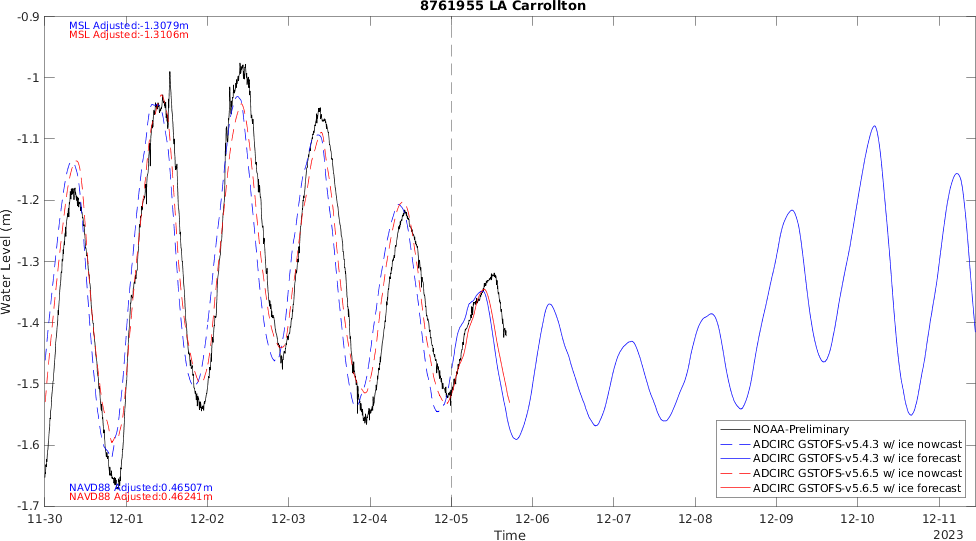 8761955 LA Carrollton
MSL Adjusted:-1.3079m
MSL Adjusted:-1.3106m
-0.9
-1
-1.1
-1.2
-1.3
-1.4
-1.5
-1.6
-1.7
Water Level (m)
NAVD88 Adjusted:0.46507m
NAVD88 Adjusted:0.46241m
NOAA-Preliminary
ADCIRC GSTOFS-v5.4.3 w/ ice nowcast
ADCIRC GSTOFS-v5.4.3 w/ ice forecast
ADCIRC GSTOFS-v5.6.5 w/ ice nowcast
ADCIRC GSTOFS-v5.6.5 w/ ice forecast
11-30 12-01 12-02 12-03 12-04 12-05 12-06 12-07 12-08 12-09 12-10 12-11
Time
2023